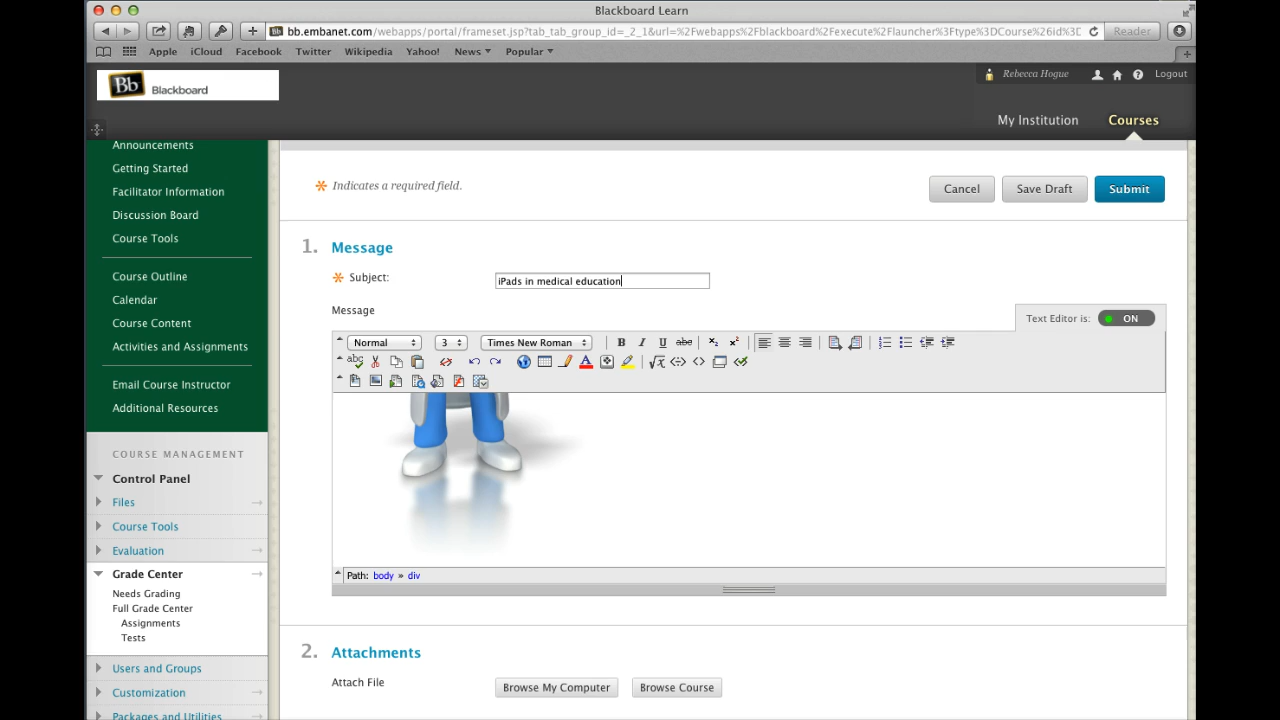 Blackboard Learn
bb.embanet.com/webapps/portal/frameset.jsp?tab_tab_group_id=_2_1&url=%2Fwebapps%2Fblackboard%2Fexecute%2Flauncher%3Ftype%3DCourse%26id%3D_
Reader
Apple iCloud Facebook Twitter Wikipedia Yahoo! News Popular
Bb Blackboard
Rebecca Hogue Logout
My Institution Courses
Announcements
Getting Started
Facilitator Information
Discussion Board
Course Tools
Course Outline
Calendar
Course Content
Activities and Assignments
Email Course Instructor
Additional Resources
COURSE MANAGEMENT
Control Panel
Files
Course Tools
Evaluation
Grade Center
Needs Grading
Full Grade Center
Assignments
Tests
Users and Groups
Customization
Packages and Utilities
Indicates a required field.
Cancel Save Draft Submit
1. Message
Subject: iPads in medical education
Message
Text Editor is: ON
Normal 3 Times New Roman B I U abc x₂ x²
abc
Path: body » div
2. Attachments
Attach File Browse My Computer Browse Course